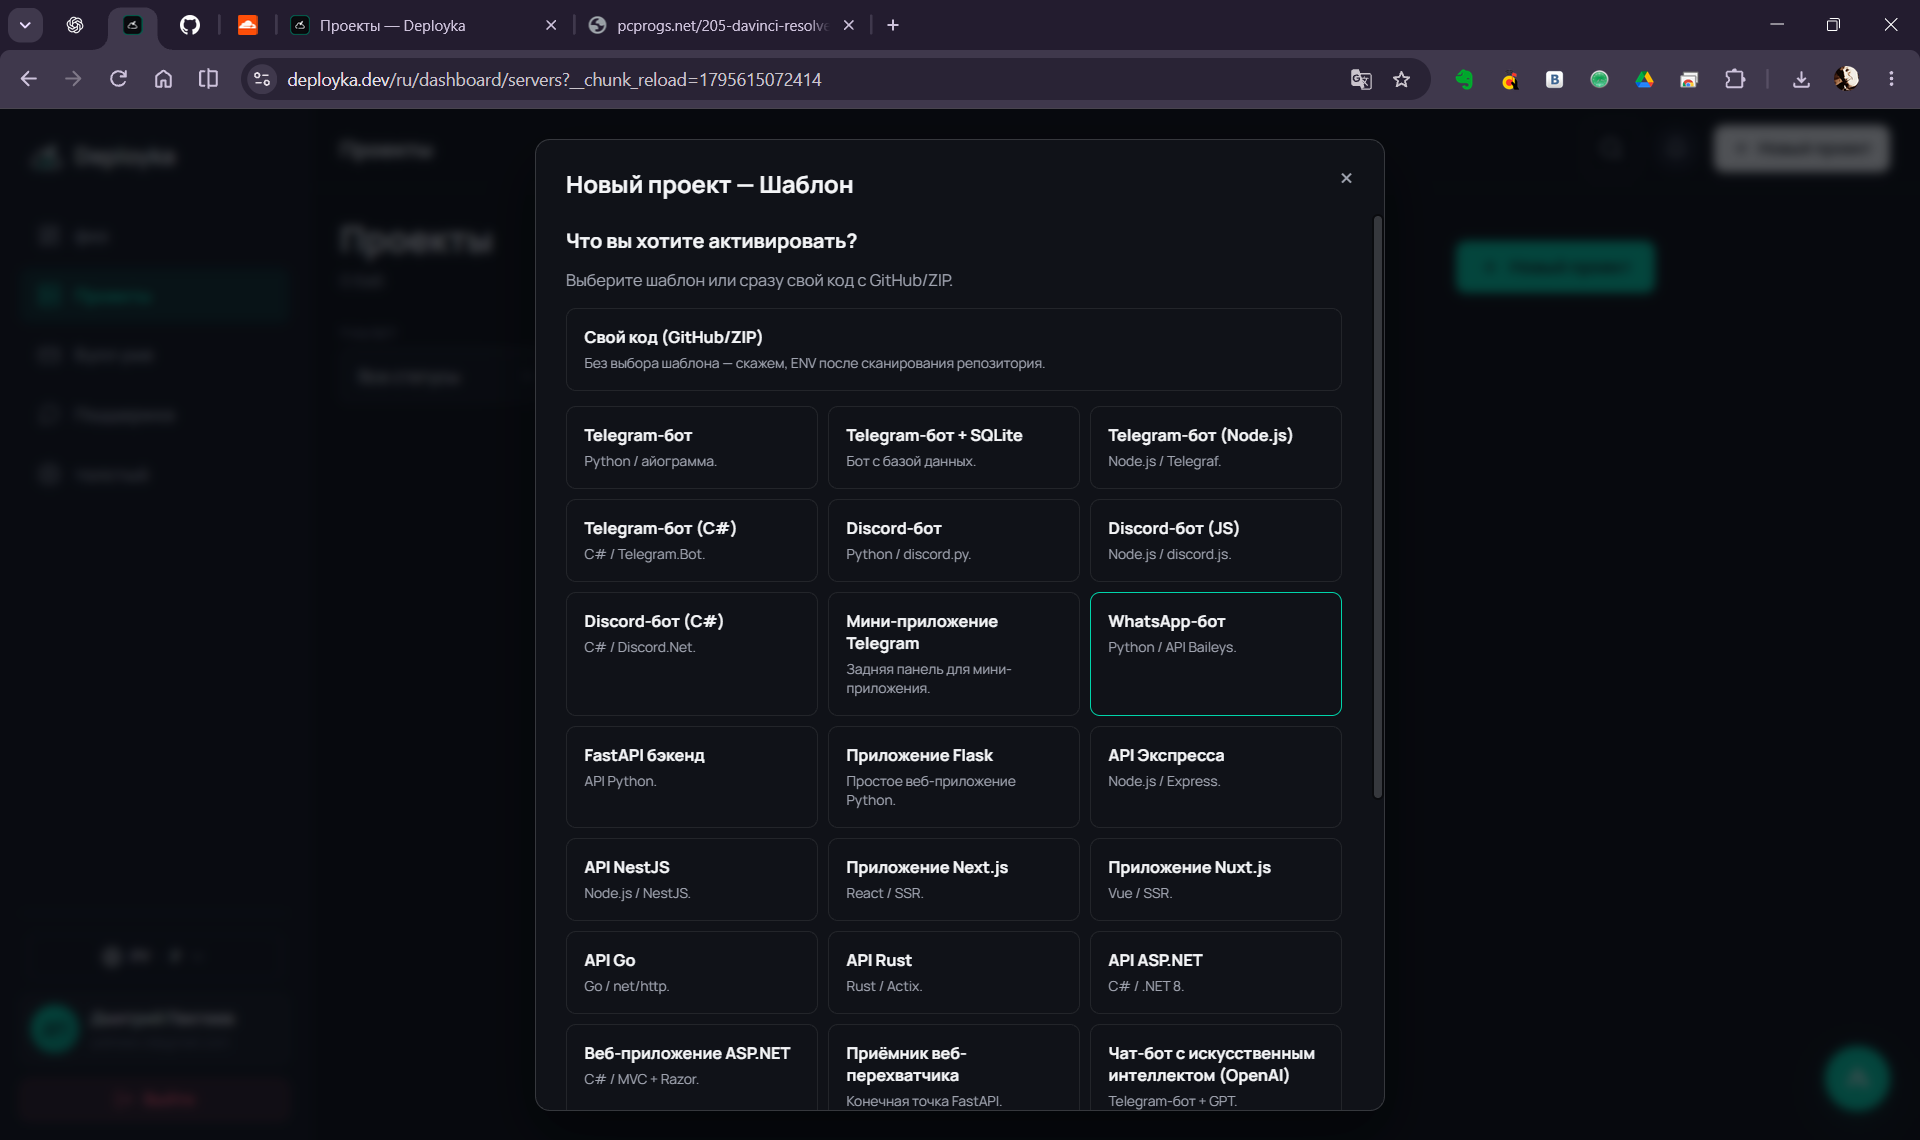 Проекты — Deployka
pcprogs.net/205-davinci-resolve
deployka.dev/ru/dashboard/servers?__chunk_reload=1795615072414
Deployka
Проекты
Новый проект
Проекты
Проекты
Новый проект — Шаблон
Что вы хотите активировать?
Выберите шаблон или сразу свой код с GitHub/ZIP.
Свой код (GitHub/ZIP)
Без выбора шаблона — скажем, ENV после сканирования репозитория.
Telegram-бот
Python / айограмма.
Telegram-бот + SQLite
Бот с базой данных.
Telegram-бот (Node.js)
Node.js / Telegraf.
Telegram-бот (C#)
C# / Telegram.Bot.
Discord-бот
Python / discord.py.
Discord-бот (JS)
Node.js / discord.js.
Discord-бот (C#)
C# / Discord.Net.
Мини-приложение
Telegram
Задняя панель для мини-
приложения.
WhatsApp-бот
Python / API Baileys.
FastAPI бэкенд
API Python.
Приложение Flask
Простое веб-приложение
Python.
API Экспресса
Node.js / Express.
API NestJS
Node.js / NestJS.
Приложение Next.js
React / SSR.
Приложение Nuxt.js
Vue / SSR.
API Go
Go / net/http.
API Rust
Rust / Actix.
API ASP.NET
C# / .NET 8.
Веб-приложение ASP.NET
C# / MVC + Razor.
Приёмник веб-
перехватчика
Конечная точка FastAPI.
Чат-бот с искусственным
интеллектом (OpenAI)
Telegram-бот + GPT.